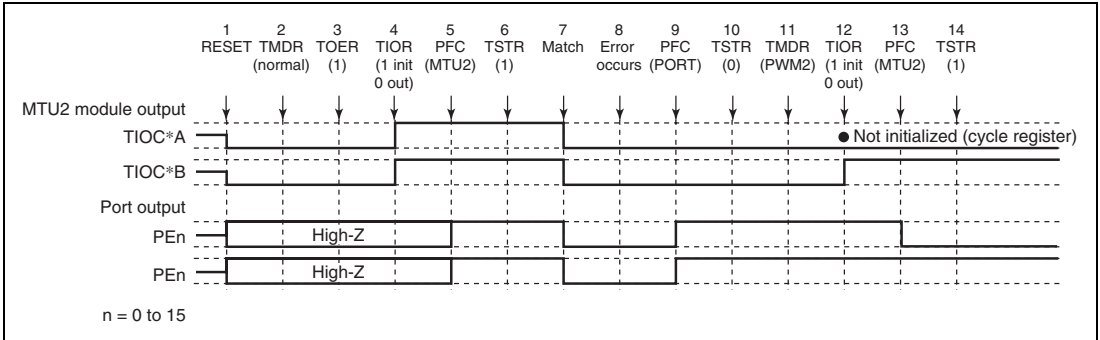 1 2 3 4 5 6 7 8 9 10 11 12 13 14
RESET TMDR TOER TIOR PFC TSTR Match Error PFC TSTR TMDR TIOR PFC TSTR
(normal) (1) (1 init (MTU2) (1) occurs (PORT) (0) (PWM2) (1 init (MTU2) (1)
0 out) 0 out)
MTU2 module output
TIOC*A ● Not initialized (cycle register)
TIOC*B
Port output
PEn High-Z
PEn High-Z
n = 0 to 15